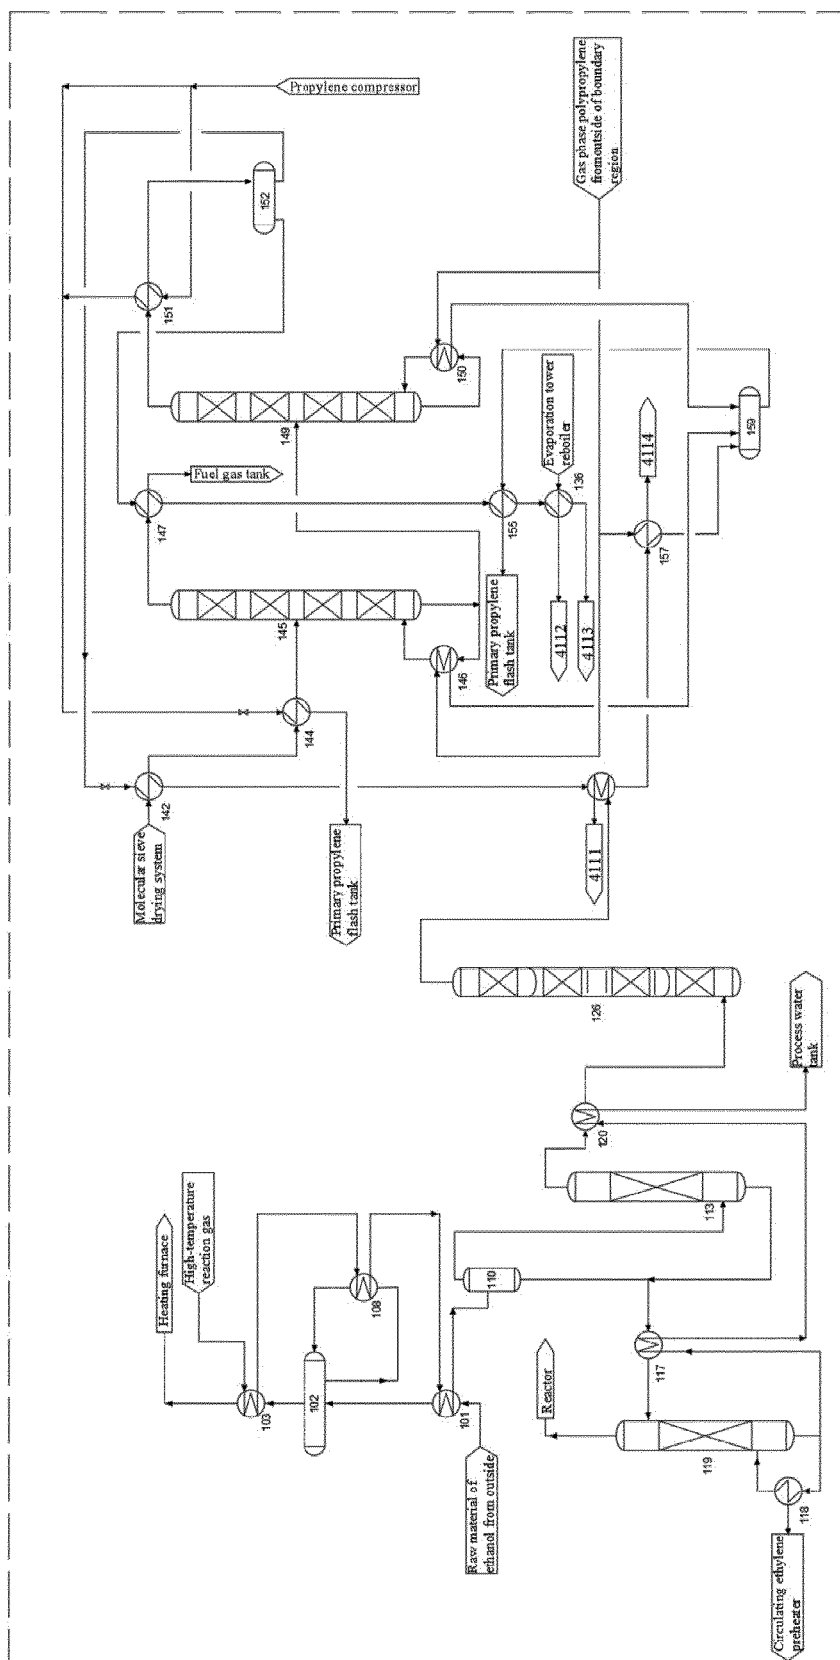 Propylene compressor
152
151
Gas phase polypropylene
fromoutside of boundary
region
150
149
Fuel gas tank
147
Evaporation tower
reboiler
136
155
4114
159
157
145
146
Primary propylene
flash tank
4112
4113
144
142
Molecular sieve
drying system
Primary propylene
flash tank
4111
126
Process water
tank
120
113
High-temperature
reaction gas
Heating furnace
110
108
103
102
101
117
Reactor
119
118
Raw material of
ethanol from outside
Circulating ethylene
preheater